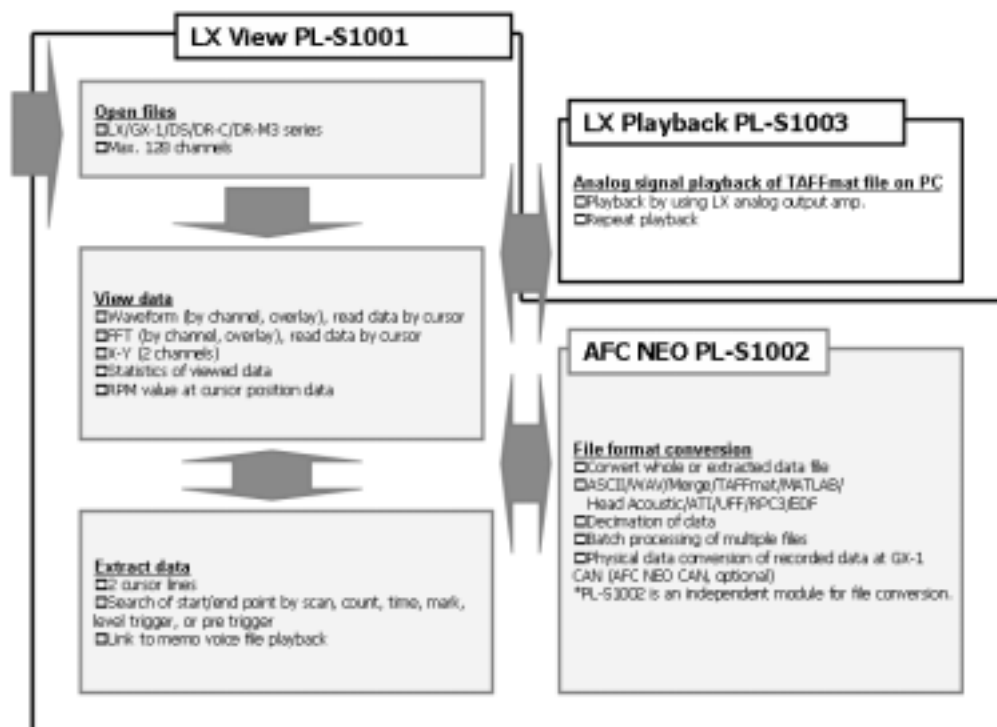 LX View PL-S1001
Open files
□LX/GX-1/DS/DR-C/DR-M3 series
□Max. 128 channels
View data
□Waveform (by channel, overlay), read data by cursor
□FFT (by channel, overlay), read data by cursor
□X-Y (2 channels)
□Statistics of viewed data
□RPM value at cursor position data
Extract data
□2 cursor lines
□Search of start/end point by scan, count, time, mark,
level trigger, or pre trigger
□Link to memo voice file playback
LX Playback PL-S1003
Analog signal playback of TAFFmat file on PC
□Playback by using LX analog output amp.
□Repeat playback
AFC NEO PL-S1002
File format conversion
□Convert whole or extracted data file
□ASCII/WAV/Merge/TAFFmat/MATLAB/
Head Acoustic/ATI/UFF/RPC3/EDF
□Decimation of data
□Batch processing of multiple files
□Physical data conversion of recorded data at GX-1
CAN (AFC NEO CAN, optional)
*PL-S1002 is an independent module for file conversion.